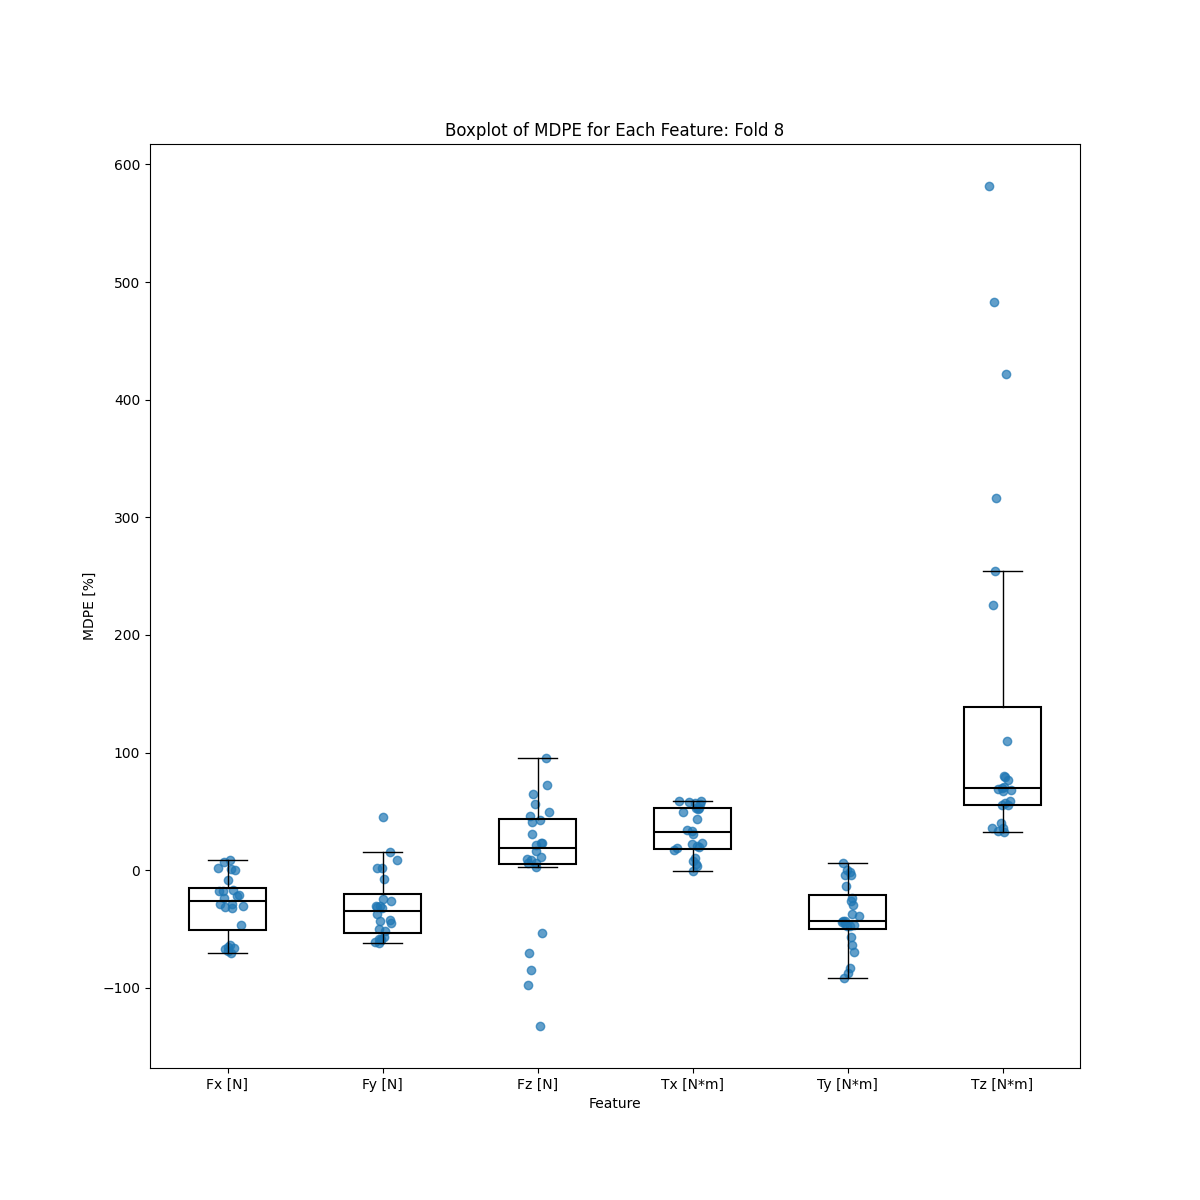 Boxplot of MDPE for Each Feature: Fold 8
600
500
400
300
200
100
0
−100
MDPE [%]
Fx [N]
Fy [N]
Fz [N]
Tx [N*m]
Ty [N*m]
Tz [N*m]
Feature